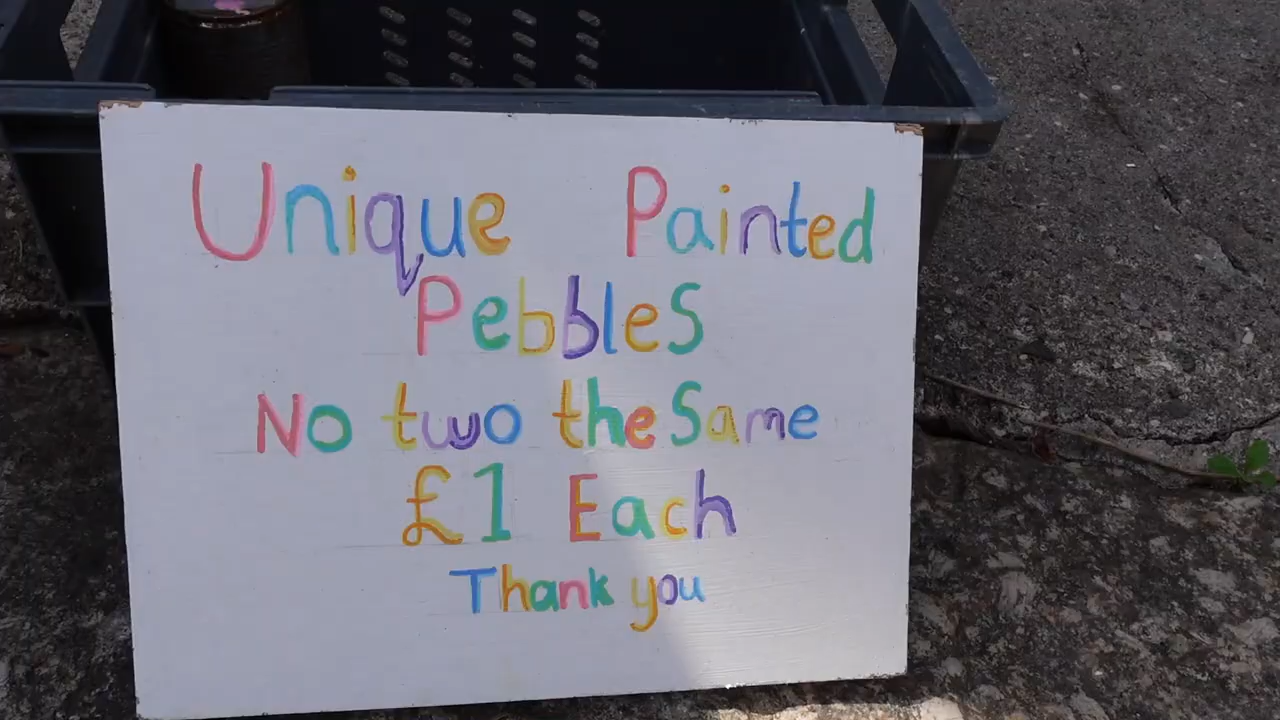 Unique Painted
Pebbles
No two the Same
£1 Each
Thank you